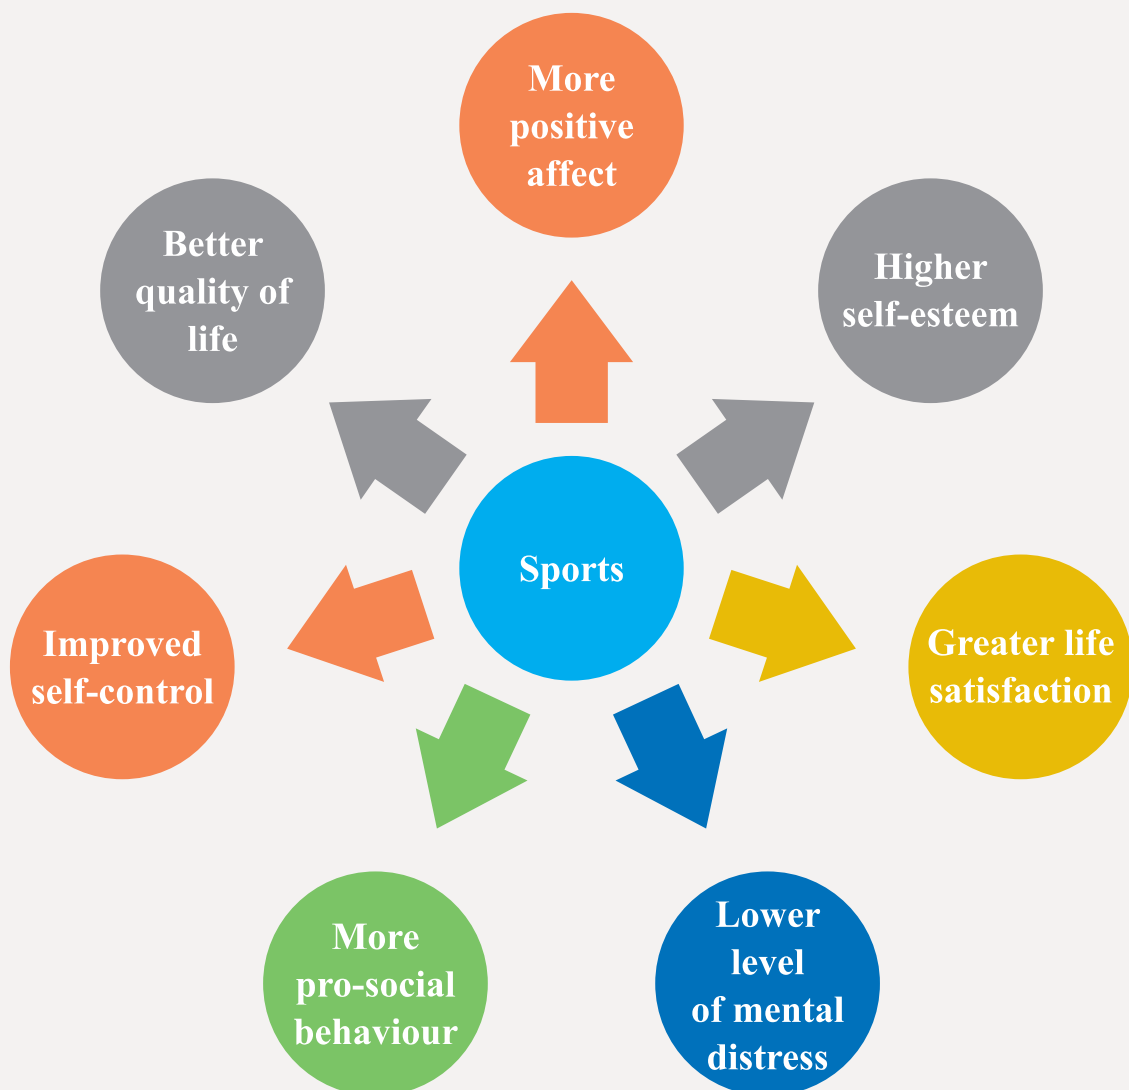 More
positive
affect
Better
quality of
life
Higher
self-esteem
Sports
Improved
self-control
Greater life
satisfaction
More
pro-social
behaviour
Lower
level
of mental
distress